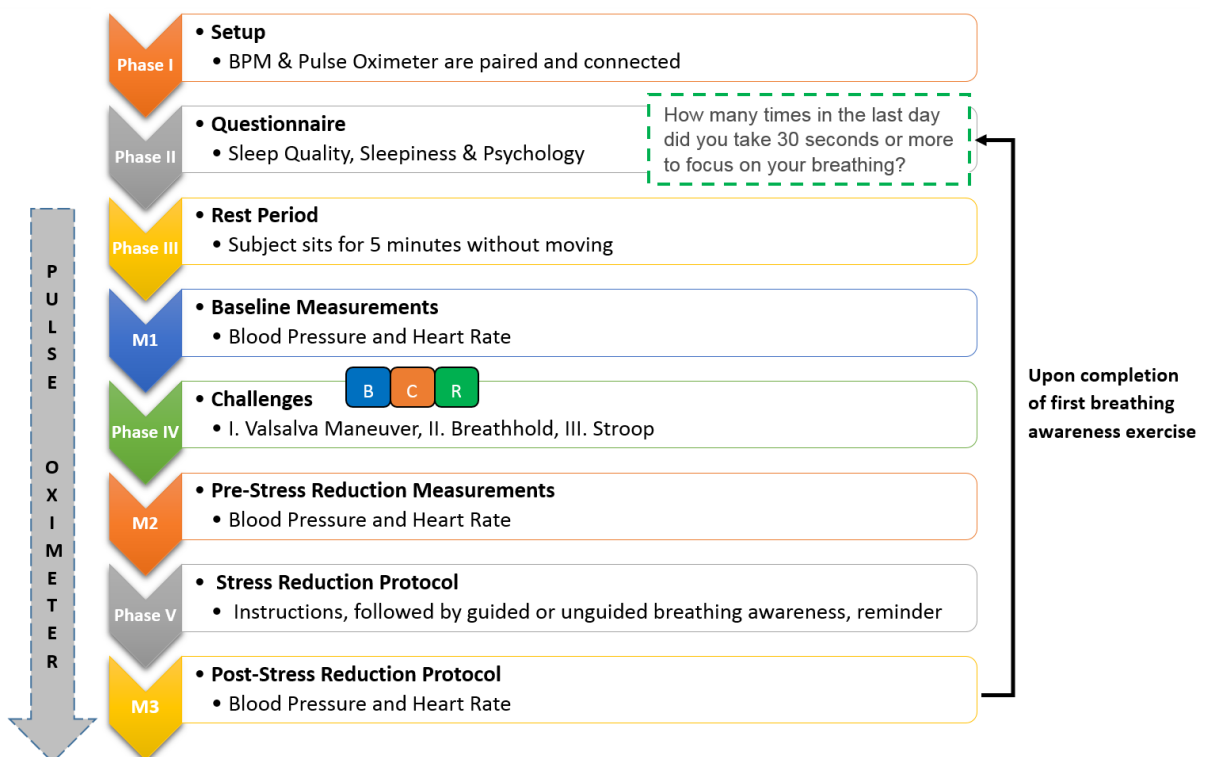 Phase I
• Setup
• BPM & Pulse Oximeter are paired and connected
Phase II
• Questionnaire
• Sleep Quality, Sleepiness & Psychology
How many times in the last day
did you take 30 seconds or more
to focus on your breathing?
Phase III
• Rest Period
• Subject sits for 5 minutes without moving
M1
• Baseline Measurements
• Blood Pressure and Heart Rate
Phase IV
• Challenges
B C R
• I. Valsalva Maneuver, II. Breathhold, III. Stroop
M2
• Pre-Stress Reduction Measurements
• Blood Pressure and Heart Rate
Phase V
• Stress Reduction Protocol
• Instructions, followed by guided or unguided breathing awareness, reminder
M3
• Post-Stress Reduction Protocol
• Blood Pressure and Heart Rate
PULSE OXIMETER
Upon completion
of first breathing
awareness exercise